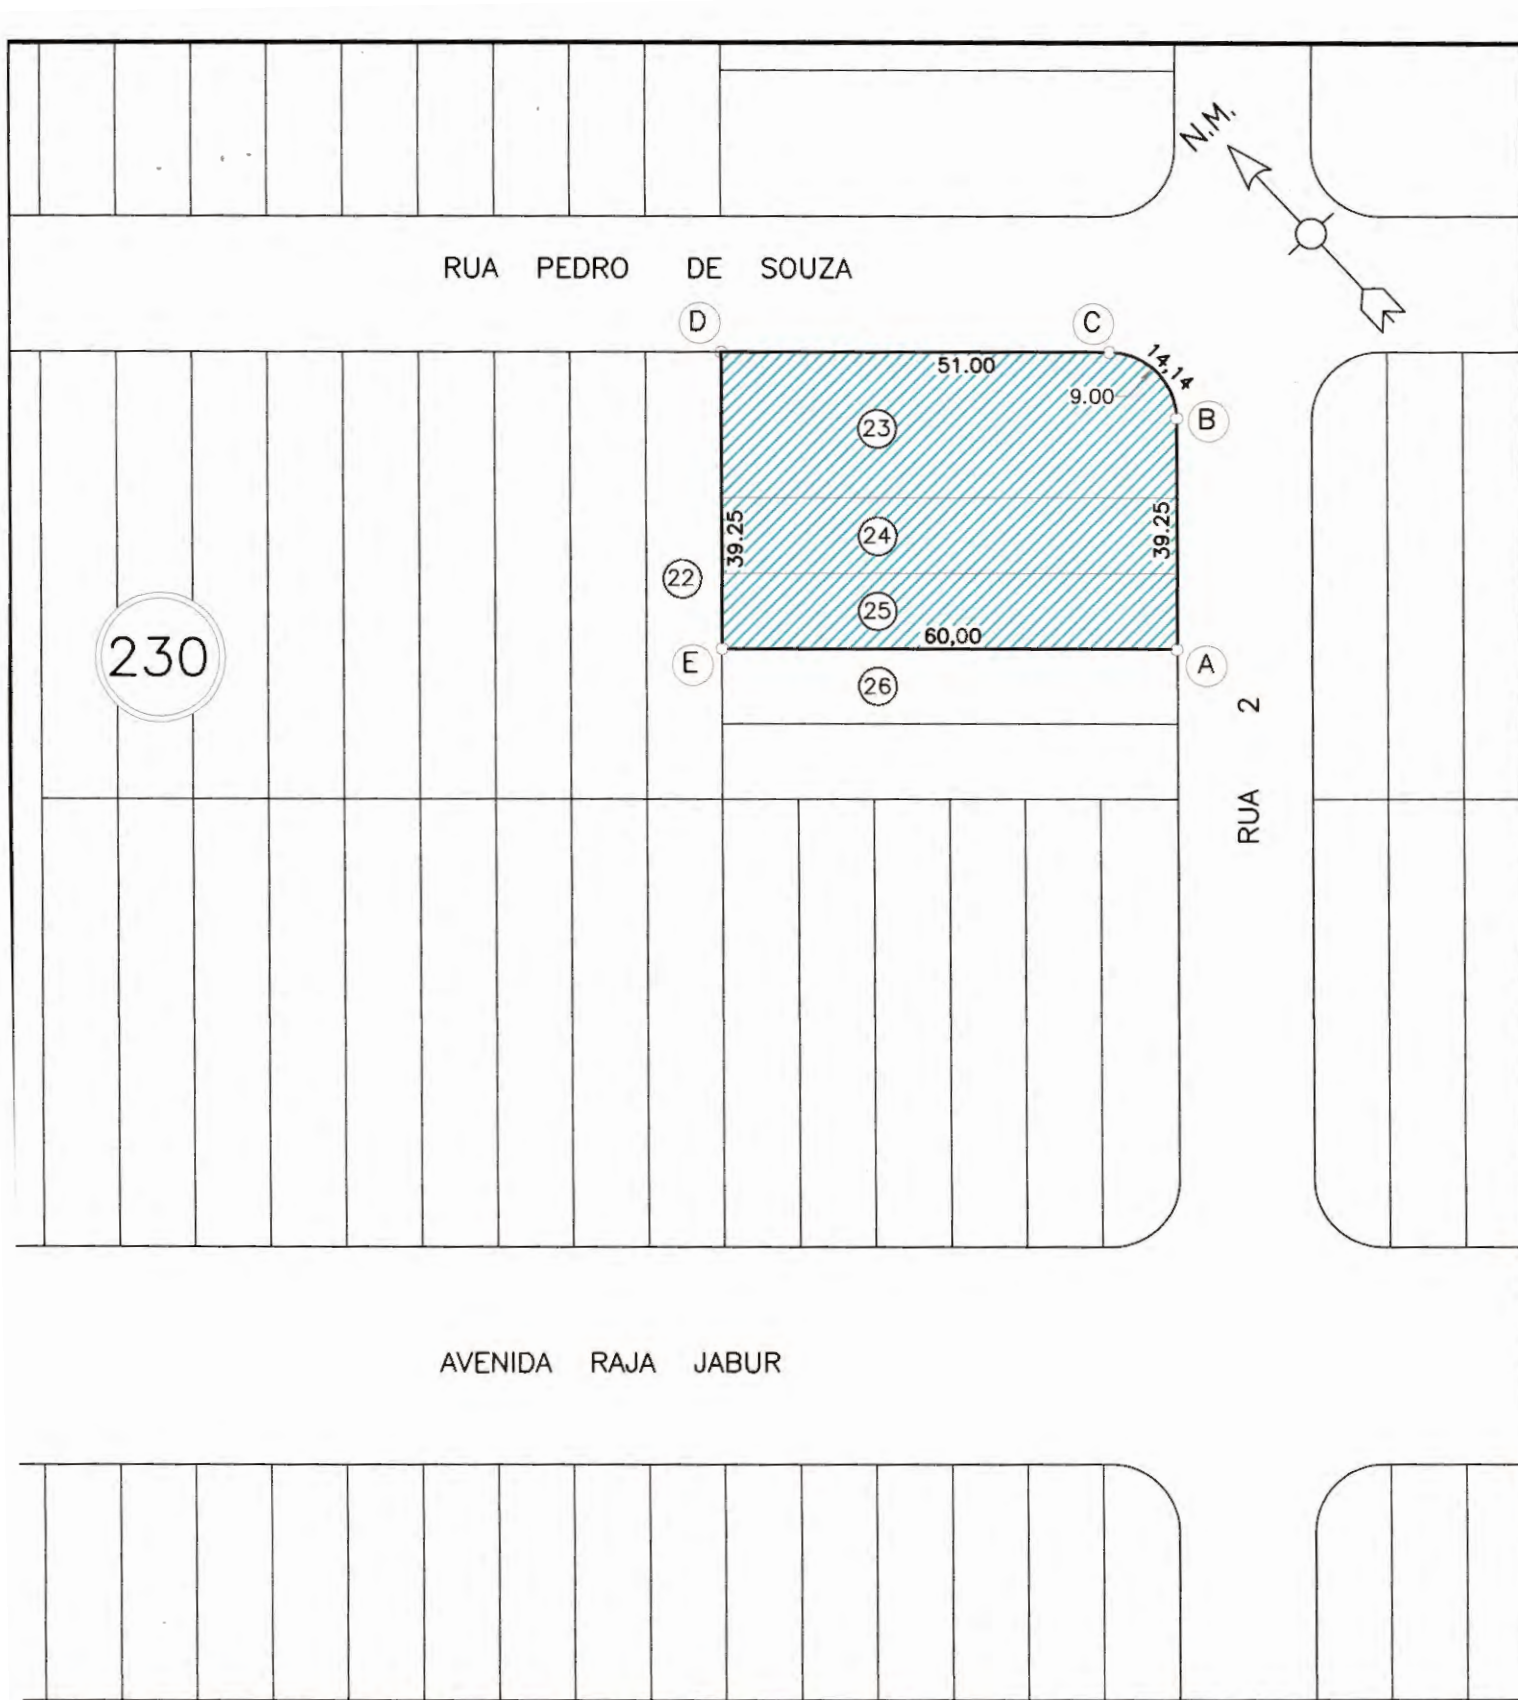 N.M.
RUA PEDRO DE SOUZA
D
C
51.00
14,14
9.00
B
23
39.25
39.25
24
22
25
230
60,00
E
A
26
RUA 2
AVENIDA RAJA JABUR